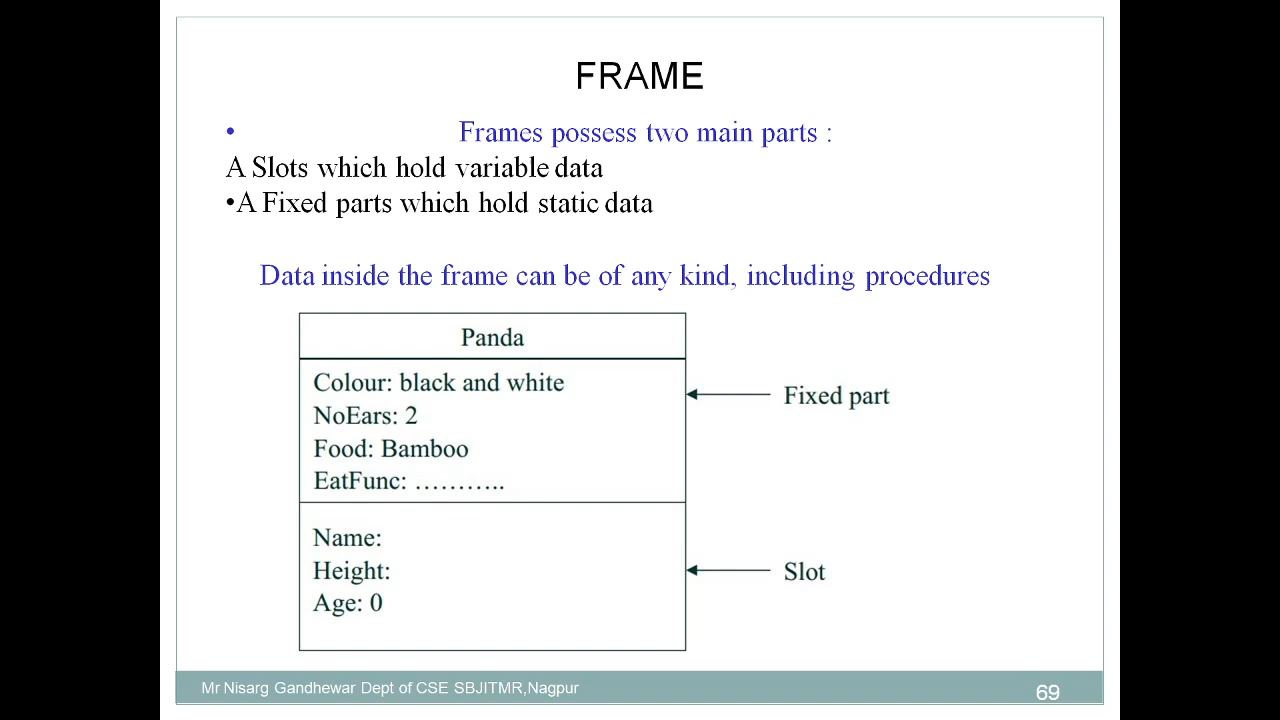 FRAME
• Frames possess two main parts :
A Slots which hold variable data
•A Fixed parts which hold static data
Data inside the frame can be of any kind, including procedures
Panda
Colour: black and white
NoEars: 2
Food: Bamboo
EatFunc: ………..
Fixed part
Name:
Height:
Age: 0
Slot
Mr Nisarg Gandhewar Dept of CSE SBJITMR,Nagpur
69